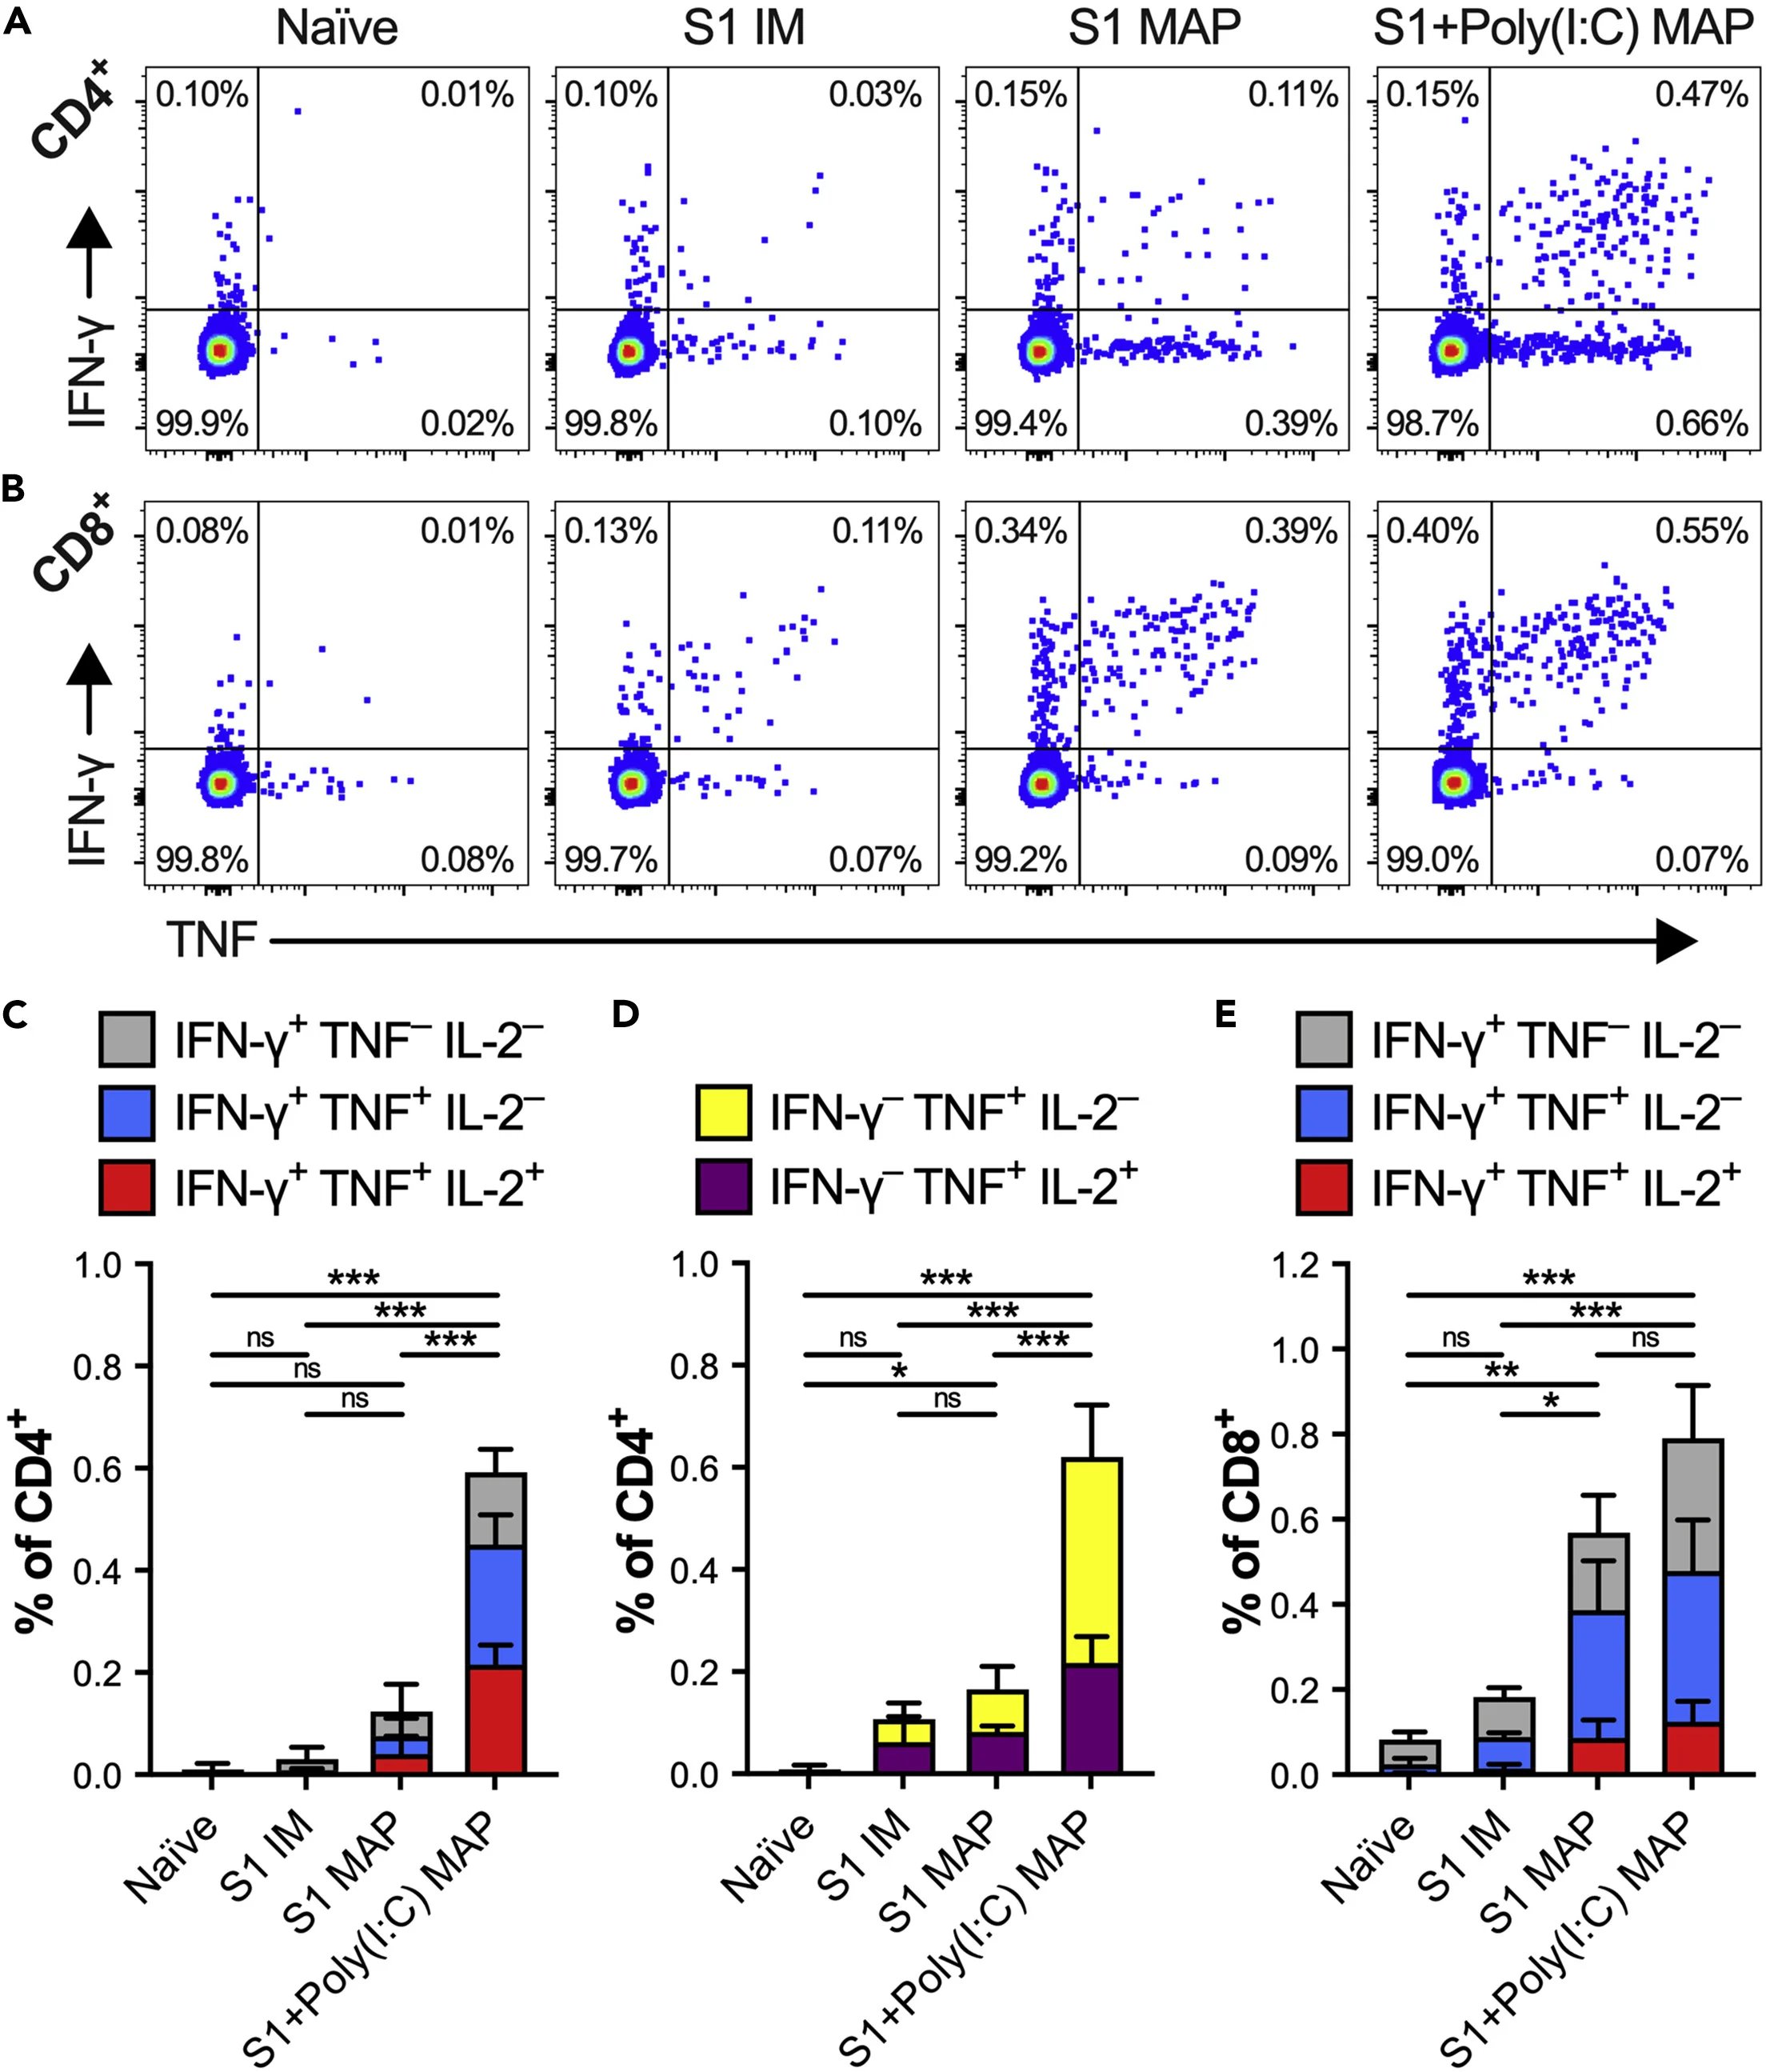 A
Naïve S1 IM S1 MAP S1+Poly(I:C) MAP
CD4+
0.10% 0.01% 0.10% 0.03% 0.15% 0.11% 0.15% 0.47%
IFN-γ
99.9% 0.02% 99.8% 0.10% 99.4% 0.39% 98.7% 0.66%
B
CD8+
0.08% 0.01% 0.13% 0.11% 0.34% 0.39% 0.40% 0.55%
IFN-γ
99.8% 0.08% 99.7% 0.07% 99.2% 0.09% 99.0% 0.07%
TNF
C
IFN-γ+ TNF– IL-2–
IFN-γ+ TNF+ IL-2–
IFN-γ+ TNF+ IL-2+
% of CD4+
1.0
0.8
0.6
0.4
0.2
0.0
***
***
ns ***
ns
ns
Naïve
S1 IM
S1 MAP
S1+Poly(I:C) MAP
D
IFN-γ– TNF+ IL-2–
IFN-γ– TNF+ IL-2+
% of CD4+
1.0
0.8
0.6
0.4
0.2
0.0
***
***
ns ***
*
ns
Naïve
S1 IM
S1 MAP
S1+Poly(I:C) MAP
E
IFN-γ+ TNF– IL-2–
IFN-γ+ TNF+ IL-2–
IFN-γ+ TNF+ IL-2+
% of CD8+
1.2
1.0
0.8
0.6
0.4
0.2
0.0
***
***
ns ns
**
*
Naïve
S1 IM
S1 MAP
S1+Poly(I:C) MAP